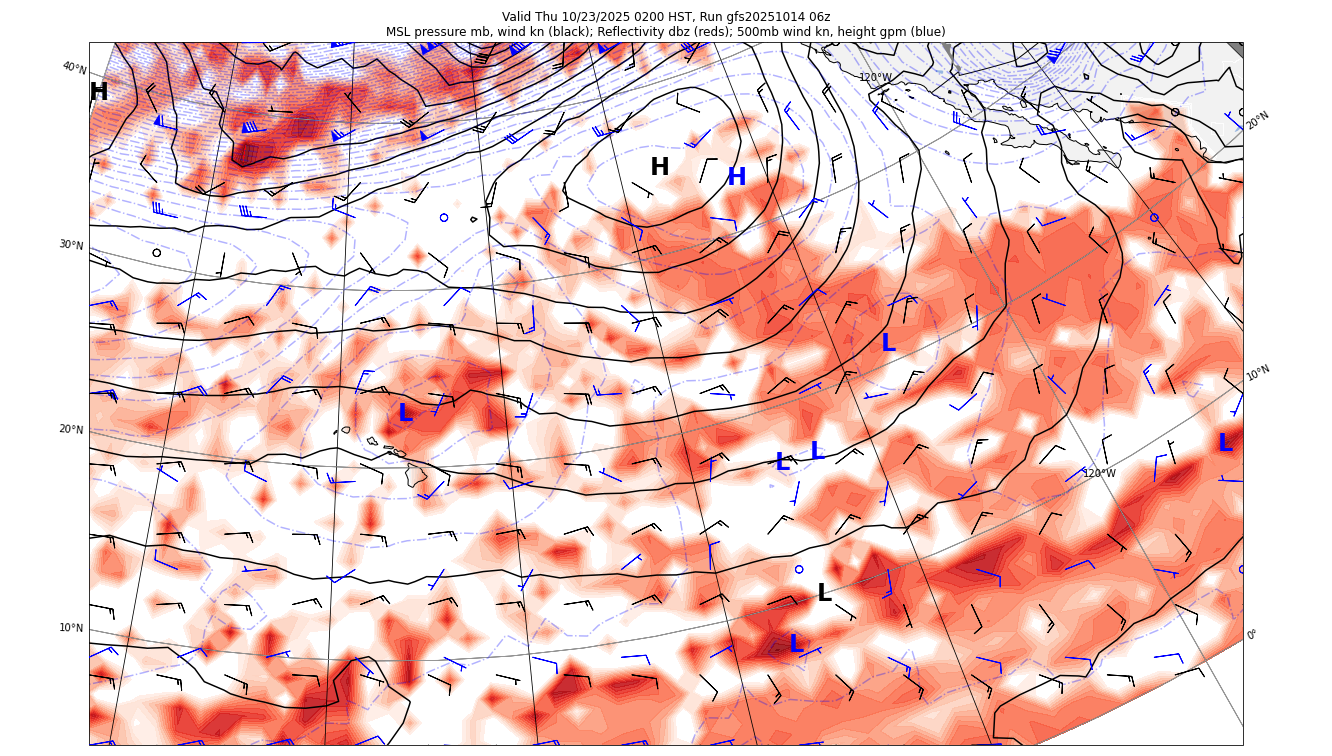 Valid Thu 10/23/2025 0200 HST, Run gfs20251014 06z
MSL pressure mb, wind kn (black); Reflectivity dbz (reds); 500mb wind kn, height gpm (blue)
40°N
120°W
H
20°N
H
H
30°N
L
10°N
L
20°N
L
L
L
120°W
L
10°N
L
0°